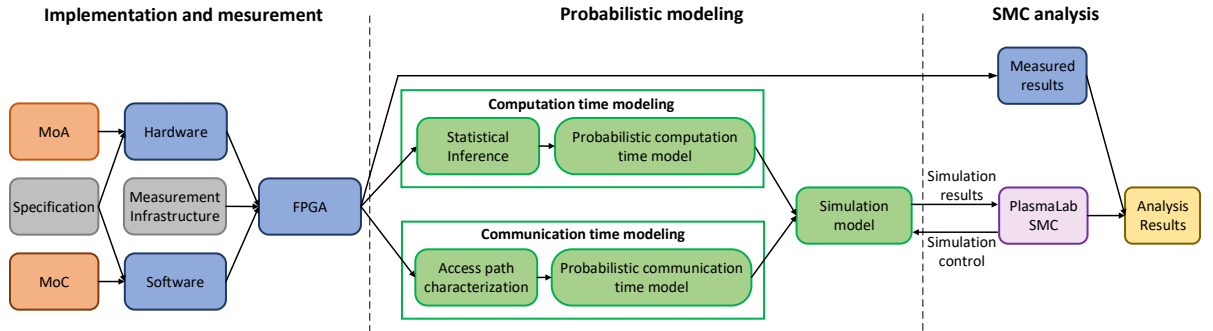 Implementation and mesurement
Probabilistic modeling
SMC analysis
MoA
Hardware
Specification
Measurement
Infrastructure
FPGA
MoC
Software
Computation time modeling
Statistical
Inference
Probabilistic computation
time model
Communication time modeling
Access path
characterization
Probabilistic communication
time model
Simulation
model
Measured
results
Simulation
results
PlasmaLab
SMC
Simulation
control
Analysis
Results